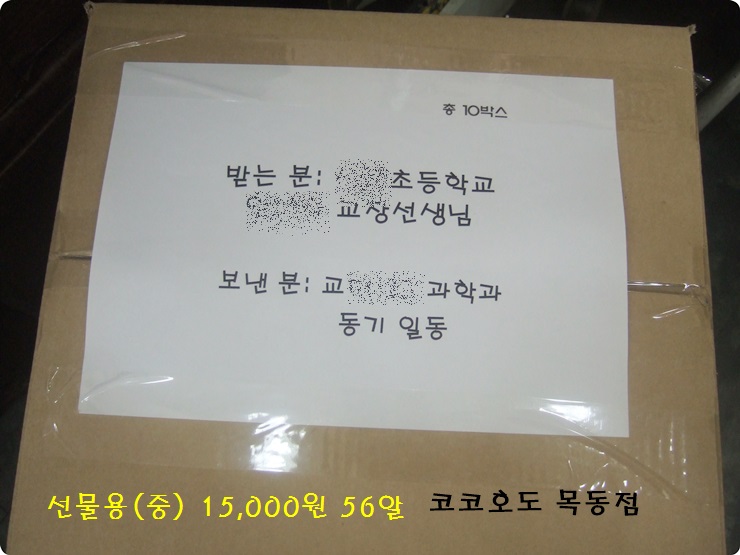 총 10박스
받는 분: 초등학교
교상선생님
보낸 분: 교 과학과
동기 일동
선물용(중) 15,000원 56알 코코호도 목동점